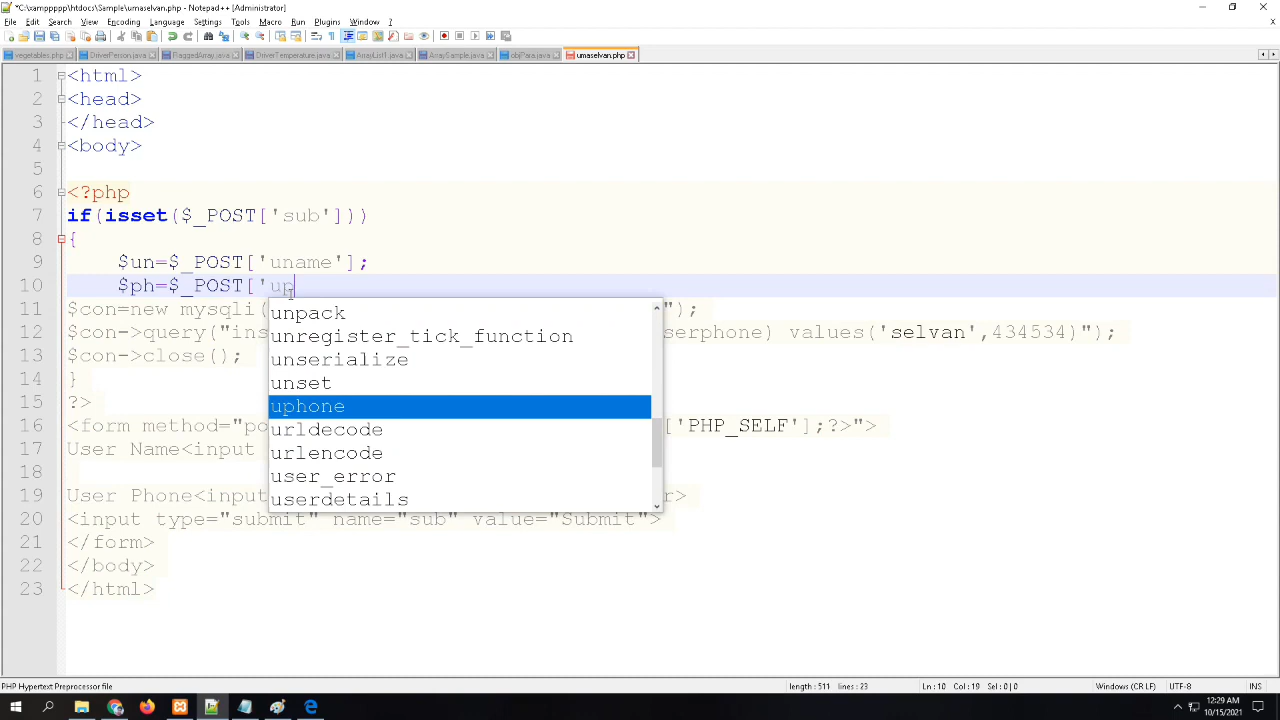 *C:\xamppppp\htdocs\Sample\umaselvan.php - Notepad++ [Administrator]
File Edit Search View Encoding Language Settings Tools Macro Run Plugins Window ?
vegetables.php DriverPerson.java RaggedArray.java DriverTemperature.java ArrayList1.java ArraySample.java objPara.java umaselvan.php
1 <html>
2 <head>
3 </head>
4 <body>
5
6 <?php
7 if(isset($_POST['sub']))
8 {
9 $un=$_POST['uname'];
10 $ph=$_POST['up
11 $con=new mysqli( ");
12 $con->query("ins serphone) values('selvan',434534)");
13 $con->close();
14 }
15 ?>
16 <form method="po ['PHP_SELF'];?>">
17 User Name<input
18
19 User Phone<input r>
20 <input type="submit" name="sub" value="Submit">
21 </form>
22 </body>
23 </html>
unpack
unregister_tick_function
unserialize
unset
uphone
urldecode
urlencode
user_error
userdetails
PHP Hypertext Preprocessor file length : 511 lines : 23 Ln : 10 Col : 19 Sel : 0 | 0 Windows (CR LF) UTF-8 INS
12:29 AM
10/15/2021